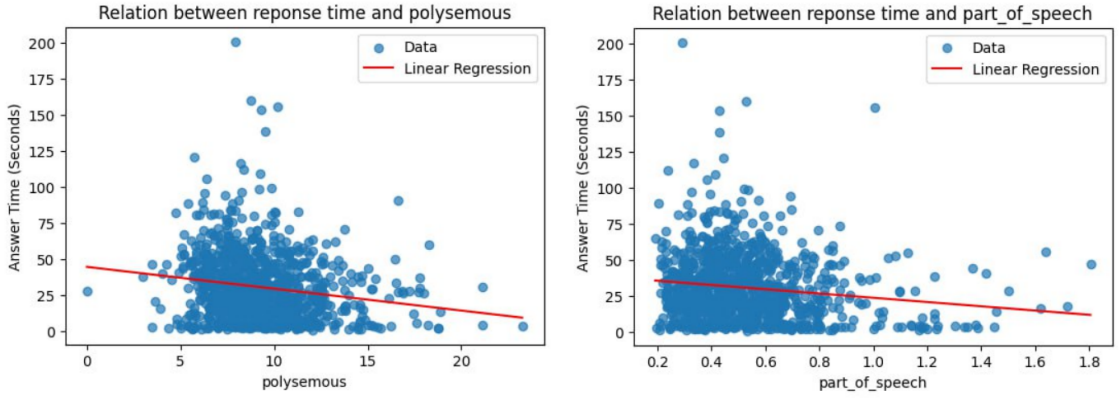 Relation between reponse time and polysemous
Answer Time (Seconds)
200
175
150
125
100
75
50
25
0
Data
Linear Regression
0 5 10 15 20
polysemous
Relation between reponse time and part_of_speech
Answer Time (Seconds)
200
175
150
125
100
75
50
25
0
Data
Linear Regression
0.2 0.4 0.6 0.8 1.0 1.2 1.4 1.6 1.8
part_of_speech